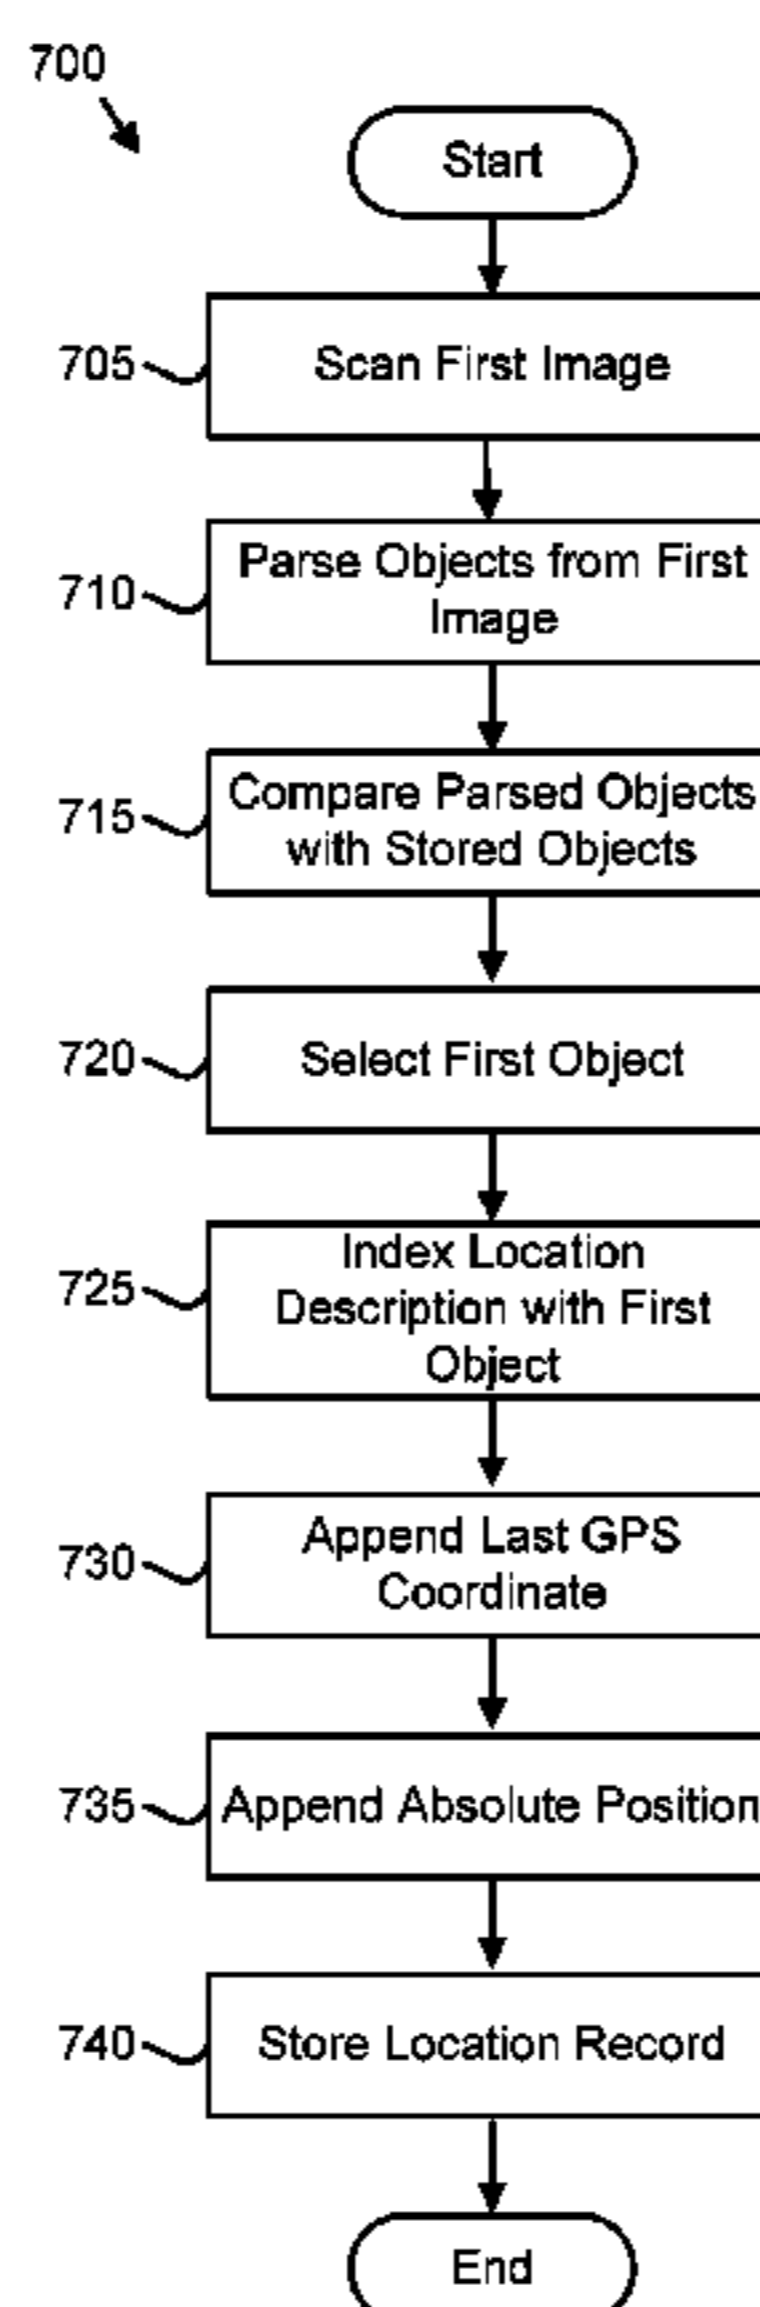 700
Start
705
Scan First Image
710
Parse Objects from First
Image
715
Compare Parsed Objects
with Stored Objects
720
Select First Object
725
Index Location
Description with First
Object
730
Append Last GPS
Coordinate
735
Append Absolute Position
740
Store Location Record
End